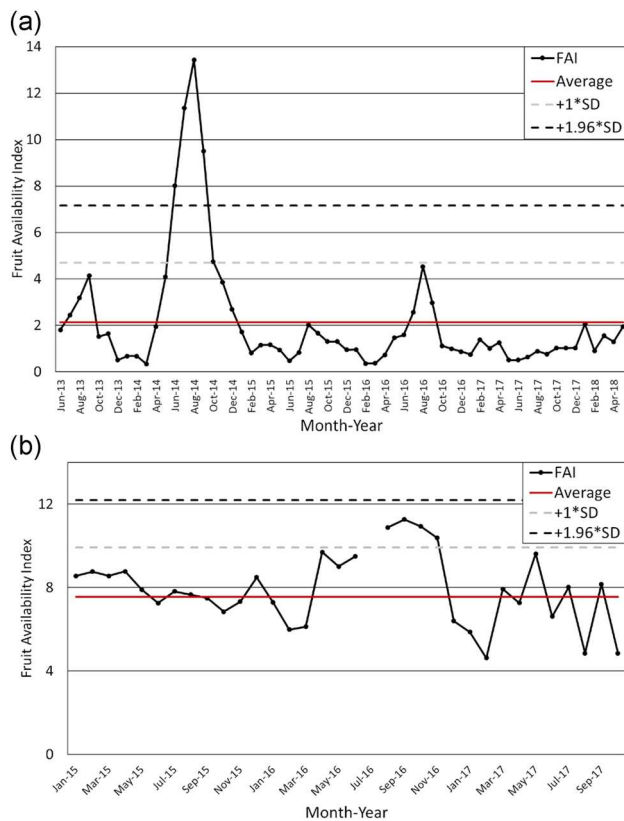 (a)
14
12
10
8
6
4
2
0
Fruit Availability Index
FAI
Average
+1*SD
+1.96*SD
Jun-13
Aug-13
Oct-13
Dec-13
Feb-14
Apr-14
Jun-14
Aug-14
Oct-14
Dec-14
Feb-15
Apr-15
Jun-15
Aug-15
Oct-15
Dec-15
Feb-16
Apr-16
Jun-16
Aug-16
Oct-16
Dec-16
Feb-17
Apr-17
Jun-17
Aug-17
Oct-17
Dec-17
Feb-18
Apr-18
Month-Year
(b)
12
8
4
0
Fruit Availability Index
FAI
Average
+1*SD
+1.96*SD
Jan-15
Mar-15
May-15
Jul-15
Sep-15
Nov-15
Jan-16
Mar-16
May-16
Jul-16
Sep-16
Nov-16
Jan-17
Mar-17
May-17
Jul-17
Sep-17
Month-Year